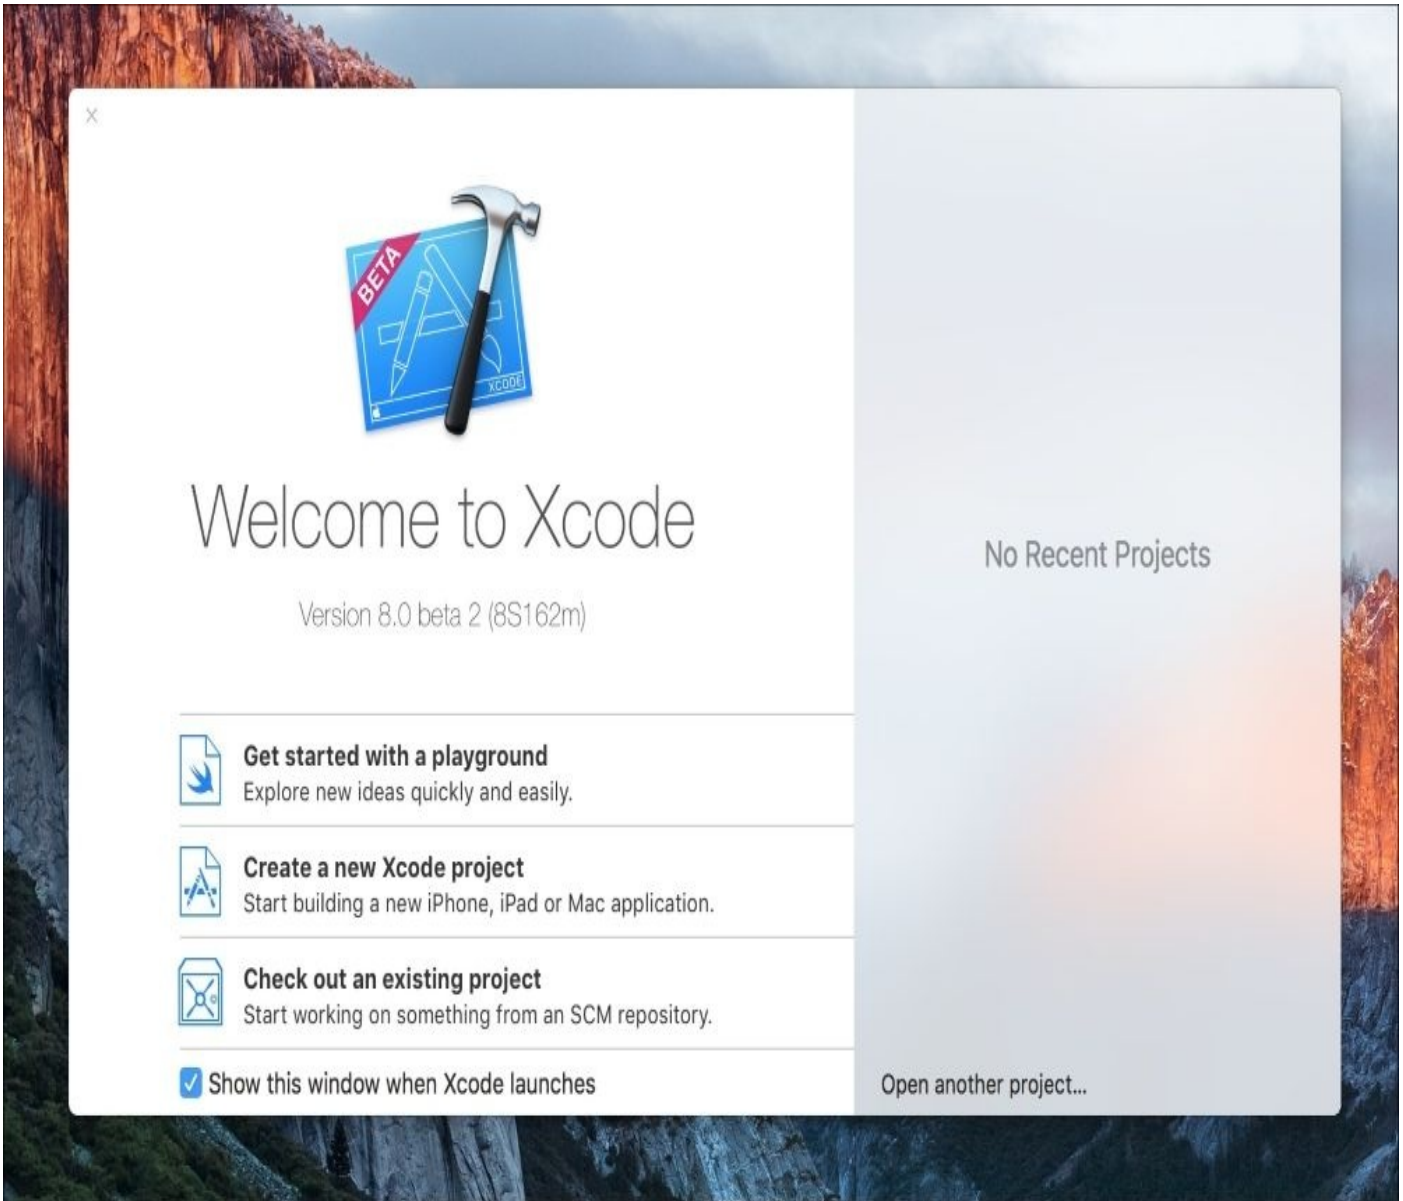 BETA
XCODE
Welcome to Xcode
Version 8.0 beta 2 (8S162m)
No Recent Projects
Get started with a playground
Explore new ideas quickly and easily.
Create a new Xcode project
Start building a new iPhone, iPad or Mac application.
Check out an existing project
Start working on something from an SCM repository.
Show this window when Xcode launches
Open another project...